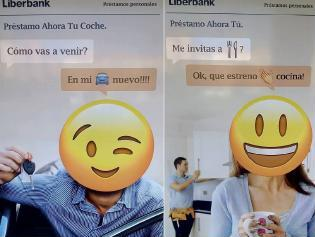 Liberbank
Préstamos personales
Préstamo Ahora Tu Coche.
Cómo vas a venir?
En mi 🚘 nuevo!!!!
Liberbank
Préstamos personales
Préstamo Ahora Tú.
Me invitas a 🍴?
Ok, que estreno 👏 cocina!